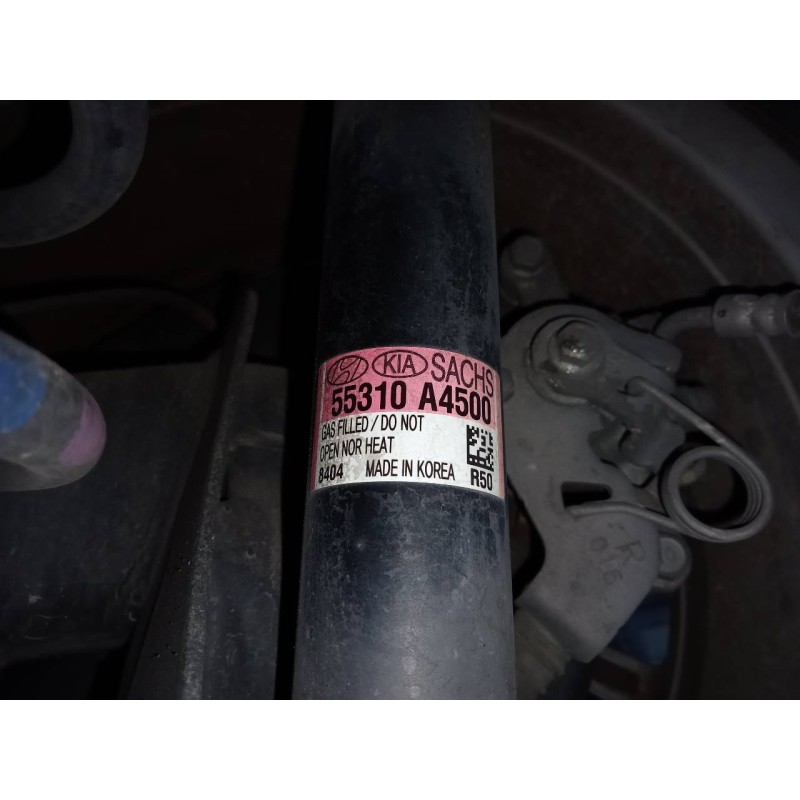 KIA SACHS
55310 A4500
GAS FILLED / DO NOT
OPEN NOR HEAT
8404 MADE IN KOREA R50